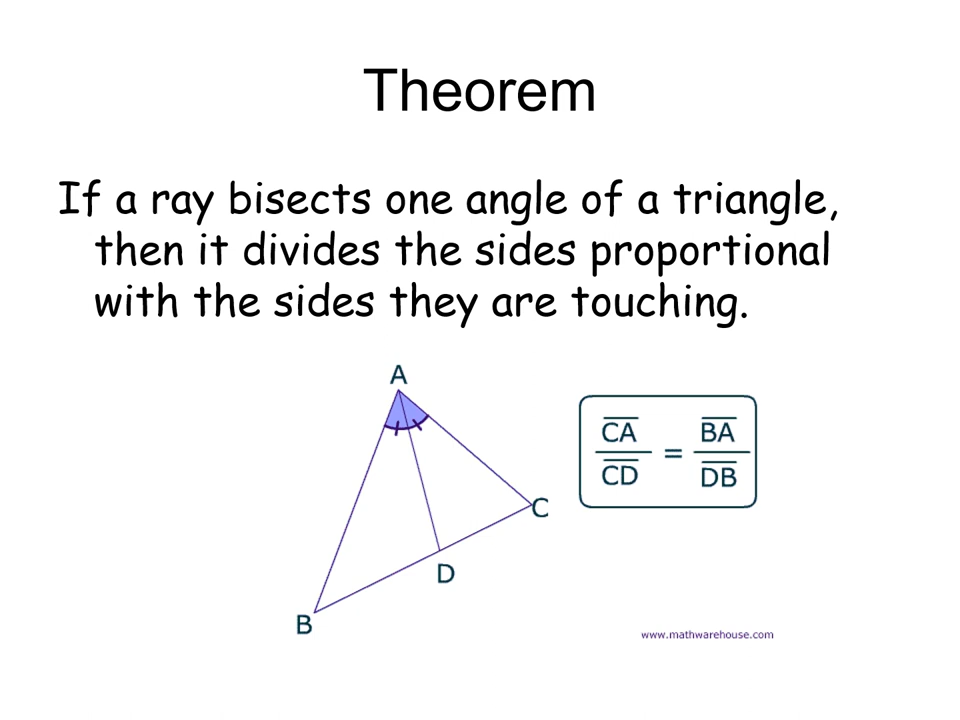 Theorem
If a ray bisects one angle of a triangle,
then it divides the sides proportional
with the sides they are touching.
A
CA BA
= 
CD DB
C
D
B
www.mathwarehouse.com